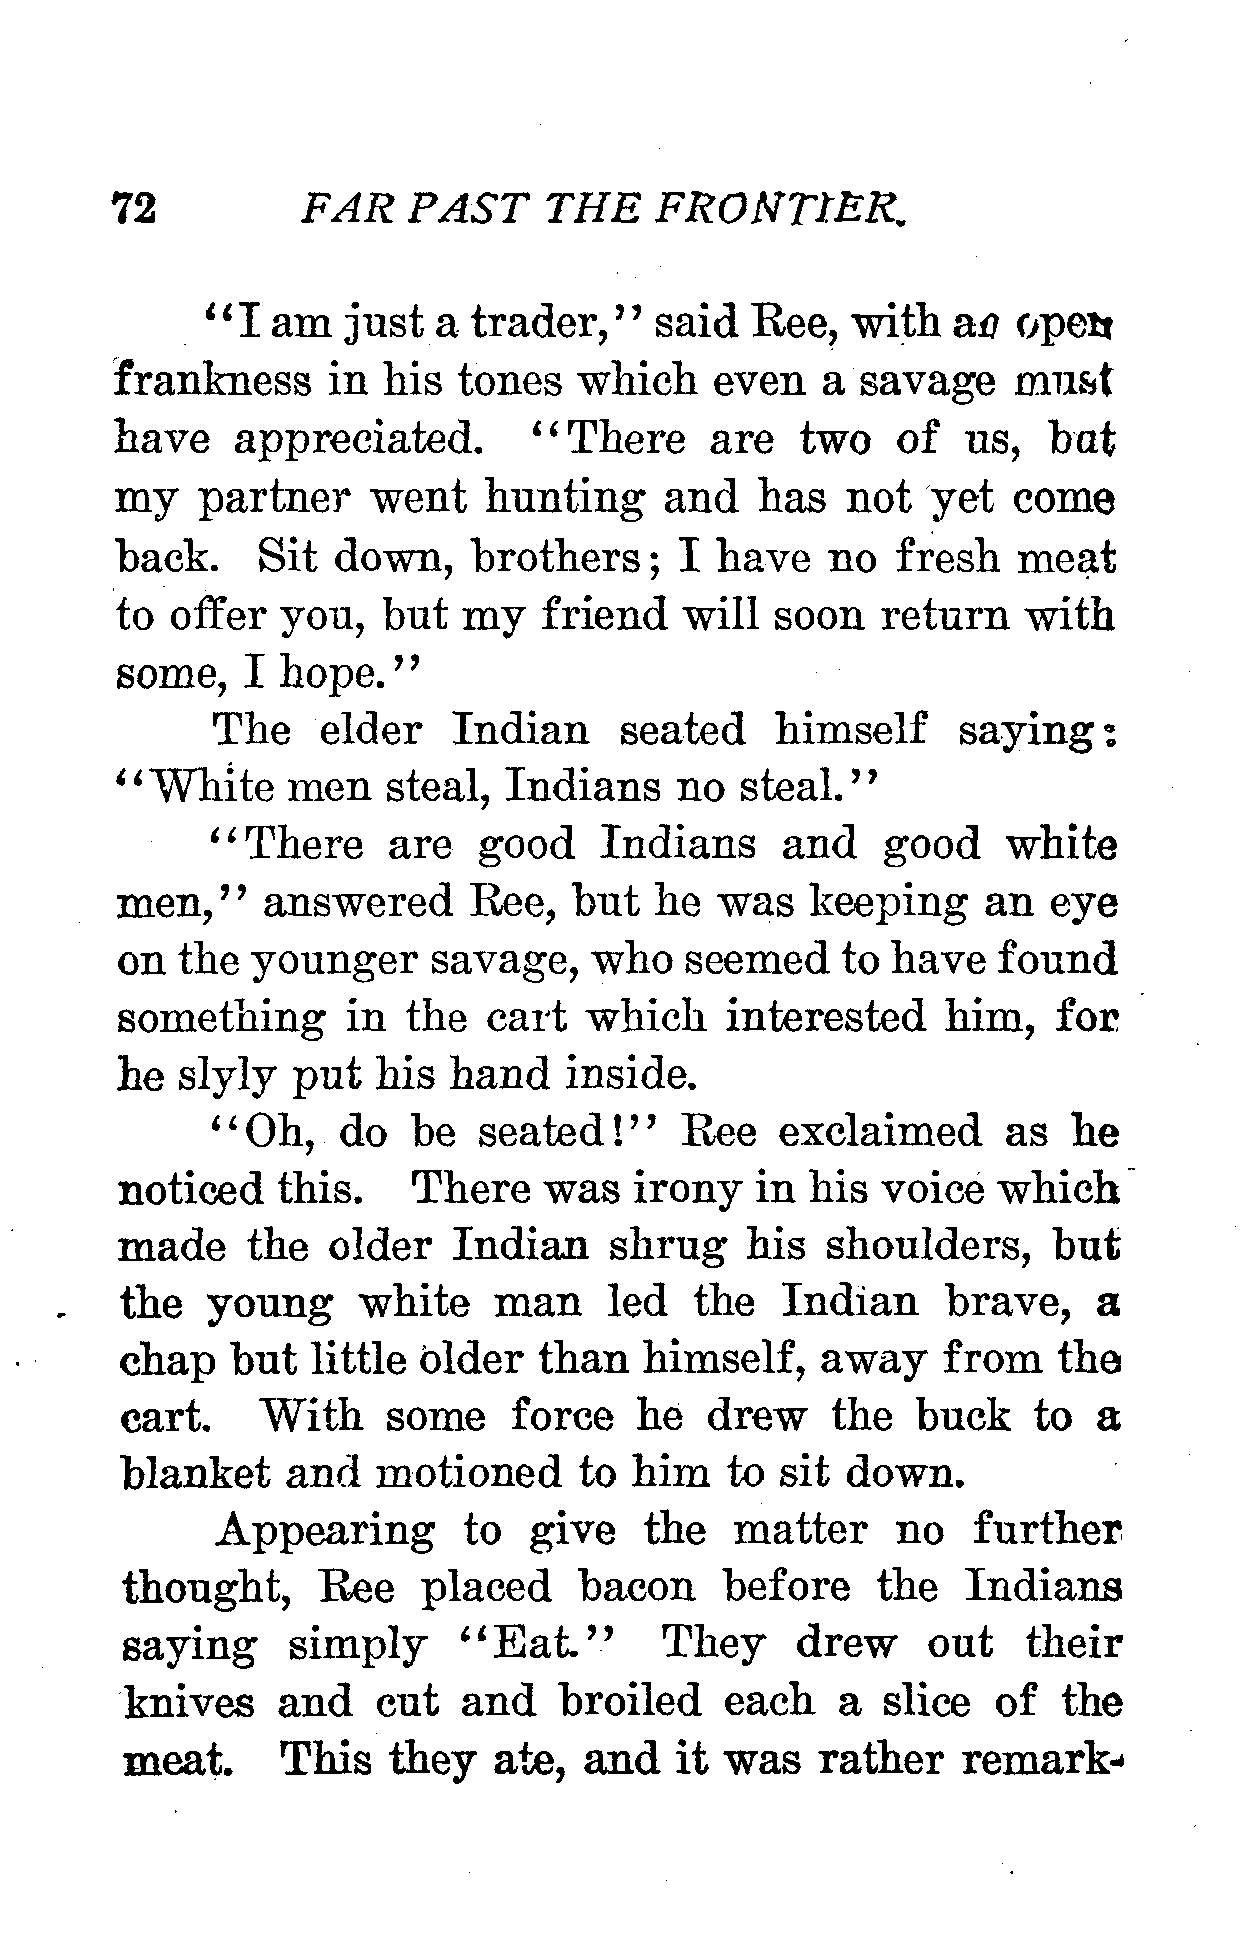 72 FAR PAST THE FRONTIER.
"I am just a trader," said Ree, with an open
frankness in his tones which even a savage must
have appreciated. "There are two of us, but
my partner went hunting and has not yet come
back. Sit down, brothers; I have no fresh meat
to offer you, but my friend will soon return with
some, I hope."
The elder Indian seated himself saying:
"White men steal, Indians no steal."
"There are good Indians and good white
men," answered Ree, but he was keeping an eye
on the younger savage, who seemed to have found
something in the cart which interested him, for
he slyly put his hand inside.
"Oh, do be seated!" Ree exclaimed as he
noticed this. There was irony in his voice which
made the older Indian shrug his shoulders, but
the young white man led the Indian brave, a
chap but little older than himself, away from the
cart. With some force he drew the buck to a
blanket and motioned to him to sit down.
Appearing to give the matter no further
thought, Ree placed bacon before the Indians
saying simply "Eat." They drew out their
knives and cut and broiled each a slice of the
meat. This they ate, and it was rather remark-